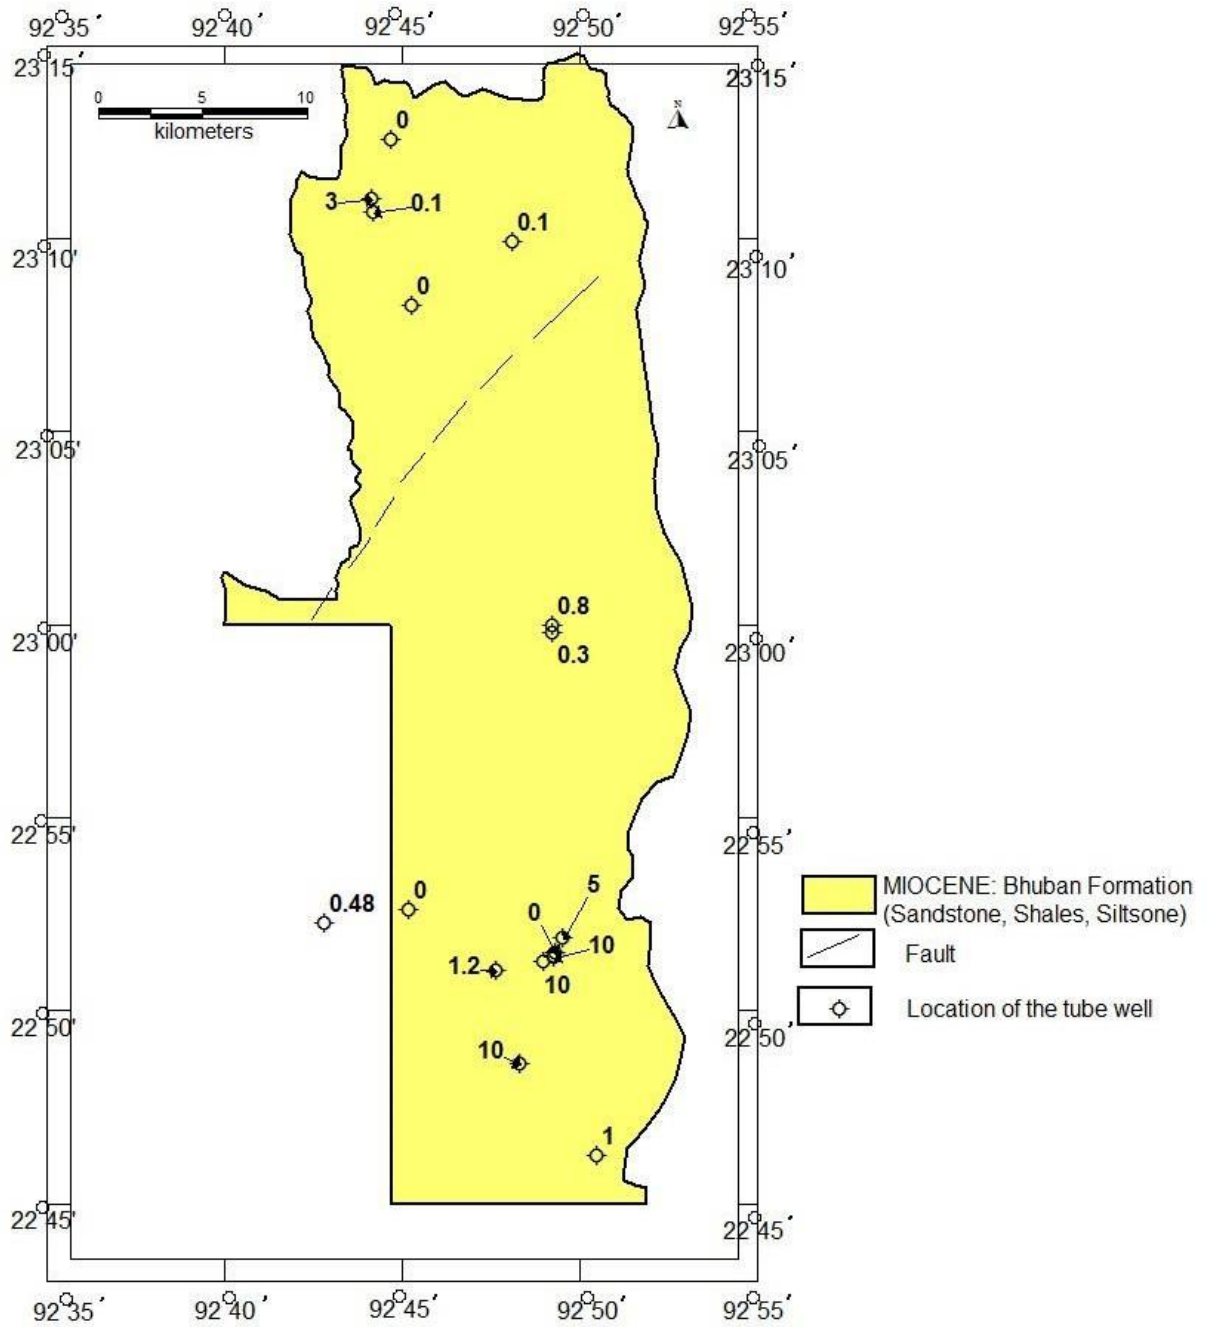 92°35′ 92°40′ 92°45′ 92°50′ 92°55′
23°15′ 23°15′
0 5 10
kilometers
N
0
3 0.1
0.1
23°10′ 23°10′
0
23°05′ 23°05′
0.8
23°00′ 23°00′
0.3
22°55′ 22°55′
0.48 0
5
0
10
1.2
10
22°50′ 22°50′
10
1
22°45′ 22°45′
92°35′ 92°40′ 92°45′ 92°50′ 92°55′
MIOCENE: Bhuban Formation
(Sandstone, Shales, Siltsone)
Fault
Location of the tube well